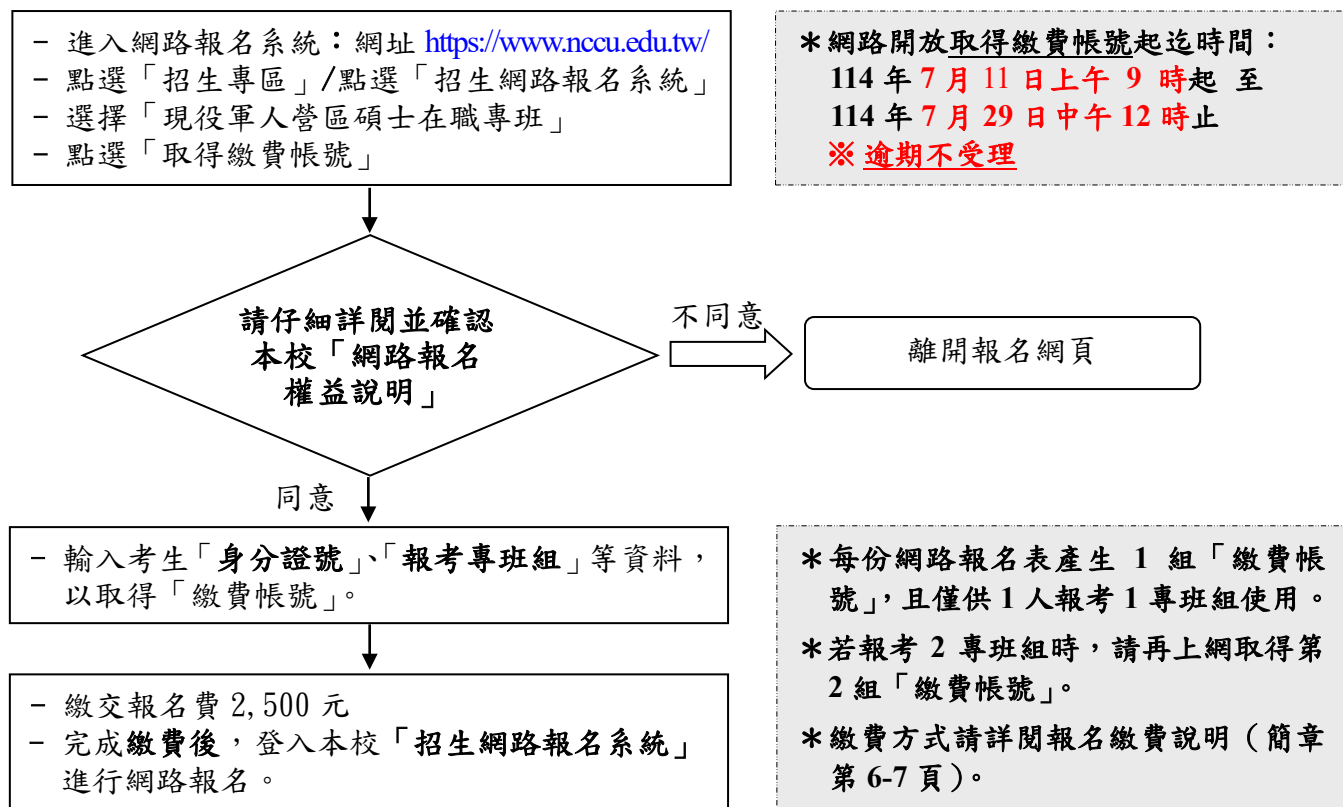 - 進入網路報名系統：網址 https://www.nccu.edu.tw/
- 點選「招生專區」/點選「招生網路報名系統」
- 選擇「現役軍人營區碩士在職專班」
- 點選「取得繳費帳號」
＊網路開放取得繳費帳號起迄時間：
114 年 7 月 11 日上午 9 時起 至
114 年 7 月 29 日中午 12 時止
※ 逾期不受理
請仔細詳閱並確認
本校「網路報名
權益說明」
不同意
離開報名網頁
同意
- 輸入考生「身分證號」、「報考專班組」等資料，
以取得「繳費帳號」。
＊每份網路報名表產生 1 組「繳費帳
號」，且僅供 1 人報考 1 專班組使用。
＊若報考 2 專班組時，請再上網取得第
2 組「繳費帳號」。
＊繳費方式請詳閱報名繳費說明（簡章
第 6-7 頁）。
- 繳交報名費 2,500 元
- 完成繳費後，登入本校「招生網路報名系統」
進行網路報名。